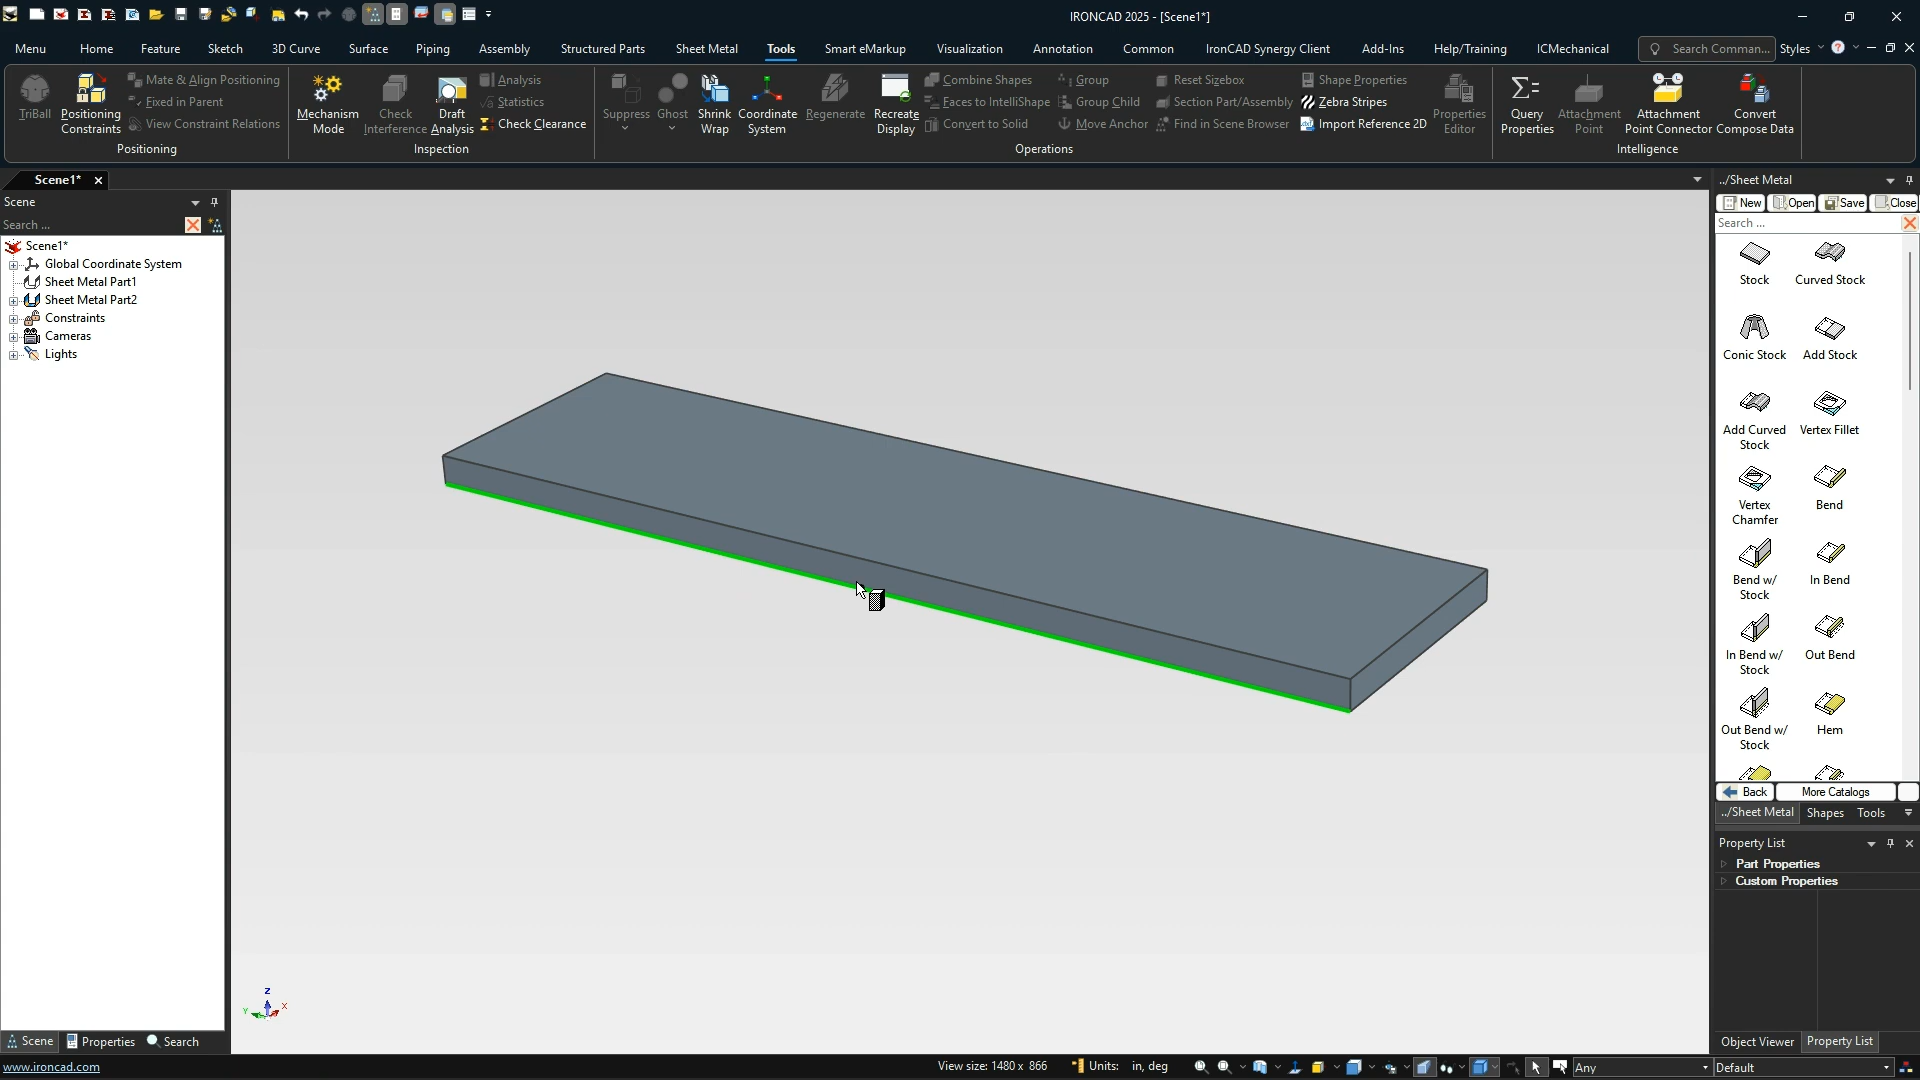 IRONCAD 2025 - [Scene1*]
Menu Home Feature Sketch 3D Curve Surface Piping Assembly Structured Parts Sheet Metal Tools Smart eMarkup Visualization Annotation Common IronCAD Synergy Client Add-Ins Help/Training ICMechanical Search Comman... Styles
TriBall
Positioning Constraints
Mate & Align Positioning
Fixed in Parent
View Constraint Relations
Positioning
Mechanism Mode
Check Interference
Draft Analysis
Analysis
Statistics
Check Clearance
Inspection
Suppress
Ghost
Shrink Wrap
Coordinate System
Regenerate
Recreate Display
Combine Shapes
Faces to IntelliShape
Convert to Solid
Group
Group Child
Move Anchor
Reset Sizebox
Section Part/Assembly
Find in Scene Browser
Shape Properties
Zebra Stripes
Import Reference 2D
Properties Editor
Operations
Query Properties
Attachment Point
Attachment Point Connector
Convert Compose Data
Intelligence
Scene1*
Scene
Search ...
Scene1*
Global Coordinate System
Sheet Metal Part1
Sheet Metal Part2
Constraints
Cameras
Lights
Z
Y
X
Scene Properties Search
../Sheet Metal
New Open Save Close
Search ...
Stock Curved Stock
Conic Stock Add Stock
Add Curved Stock
Vertex Fillet
Vertex Chamfer
Bend
Bend w/ Stock
In Bend
In Bend w/ Stock
Out Bend
Out Bend w/ Stock
Hem
Back More Catalogs
../Sheet Metal Shapes Tools
Property List
Part Properties
Custom Properties
Object Viewer Property List
www.ironcad.com
View size: 1480 x 866 Units: in, deg Any Default